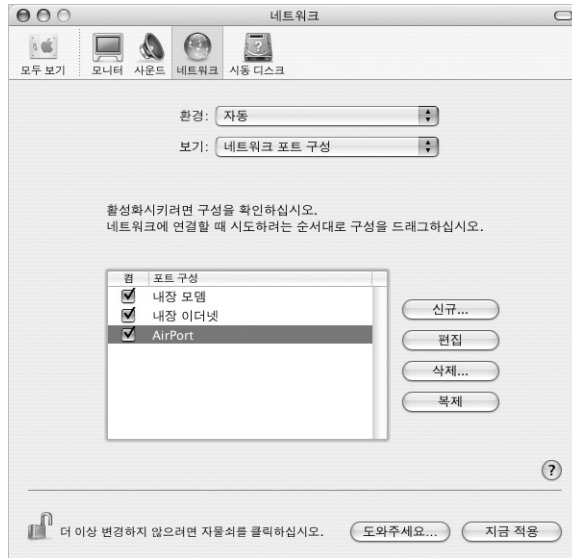 네트워크
모두 보기 모니터 사운드 네트워크 시동 디스크
환경: 자동
보기: 네트워크 포트 구성
활성화시키려면 구성을 확인하십시오.
네트워크에 연결할 때 시도하려는 순서대로 구성을 드래그하십시오.
켬 포트 구성
내장 모뎀
내장 이더넷
AirPort
신규...
편집
삭제...
복제
?
더 이상 변경하지 않으려면 자물쇠를 클릭하십시오. 도와주세요... 지금 적용